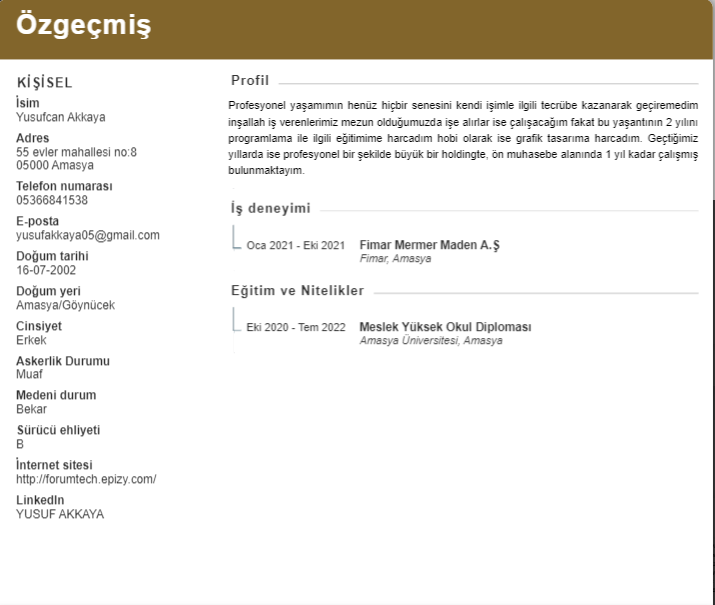 Özgeçmiş
KİŞİSEL
İsim
Yusufcan Akkaya
Adres
55 evler mahallesi no:8
05000 Amasya
Telefon numarası
05366841538
E-posta
yusufakkaya05@gmail.com
Doğum tarihi
16-07-2002
Doğum yeri
Amasya/Göynücek
Cinsiyet
Erkek
Askerlik Durumu
Muaf
Medeni durum
Bekar
Sürücü ehliyeti
B
İnternet sitesi
http://forumtech.epizy.com/
LinkedIn
YUSUF AKKAYA
Profil
Profesyonel yaşamımın henüz hiçbir senesini kendi işimle ilgili tecrübe kazanarak geçiremedim
inşallah iş verenlerimiz mezun olduğumuzda işe alırlar ise çalışacağım fakat bu yaşantının 2 yılını
programlama ile ilgili eğitimime harcadım hobi olarak ise grafik tasarıma harcadım. Geçtiğimiz
yıllarda ise profesyonel bir şekilde büyük bir holdingte, ön muhasebe alanında 1 yıl kadar çalışmış
bulunmaktayım.
İş deneyimi
Oca 2021 - Eki 2021 Fimar Mermer Maden A.Ş
Fimar, Amasya
Eğitim ve Nitelikler
Eki 2020 - Tem 2022 Meslek Yüksek Okul Diploması
Amasya Üniversitesi, Amasya